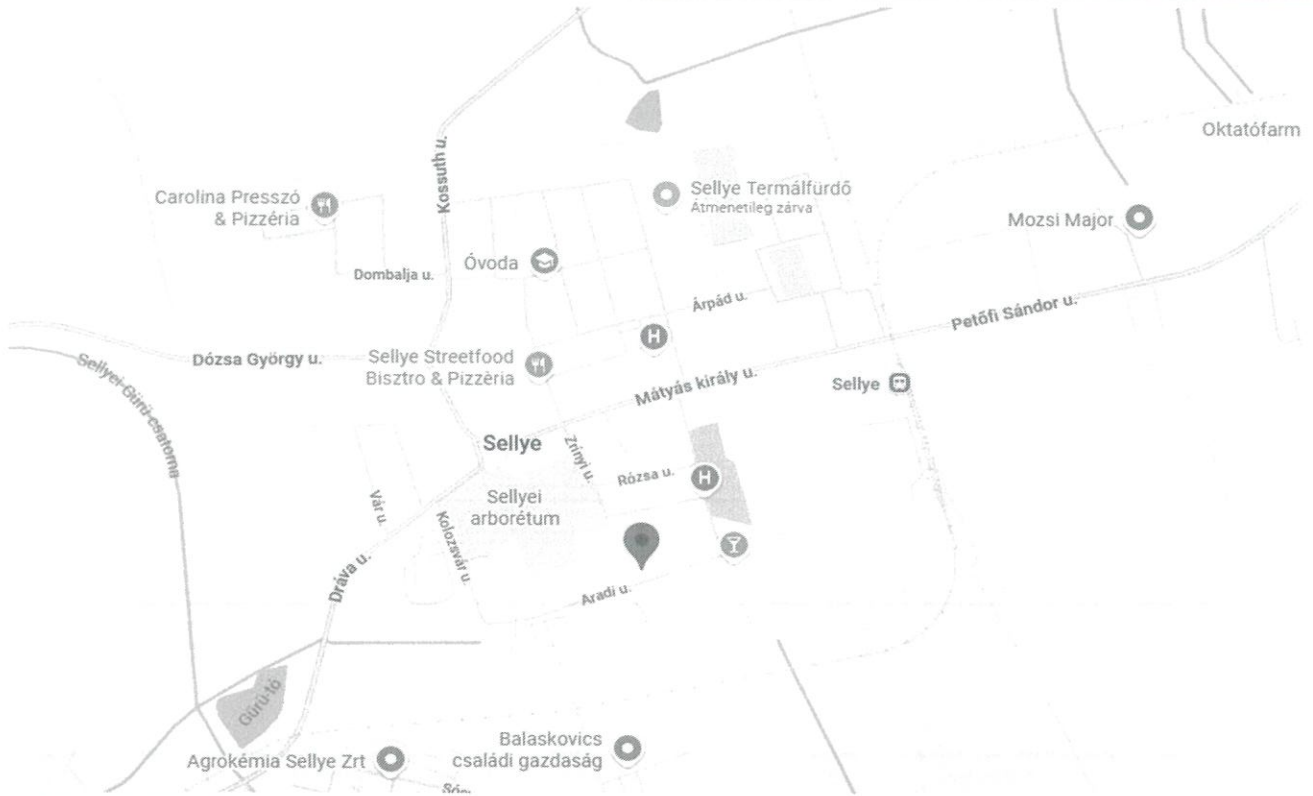 Oktatófarm
Kossuth u.
Carolina Presszó
& Pizzéria
Sellye Termálfürdő
Átmenetileg zárva
Mozsi Major
Óvoda
Dombalja u.
Árpád u.
Petőfi Sándor u.
Dózsa György u.
Sellye Streetfood
Bisztro & Pizzèria
H
Mátyás király u.
Sellye
Sellyei-Gürü-csatorna
Sellye
Zrínyi u.
Rózsa u.
H
Sellyei
arborétum
Vár u.
Kolozsvár u.
Dráva u.
Aradi u.
Gürü-tó
Balaskovics
családi gazdaság
Agrokémia Sellye Zrt